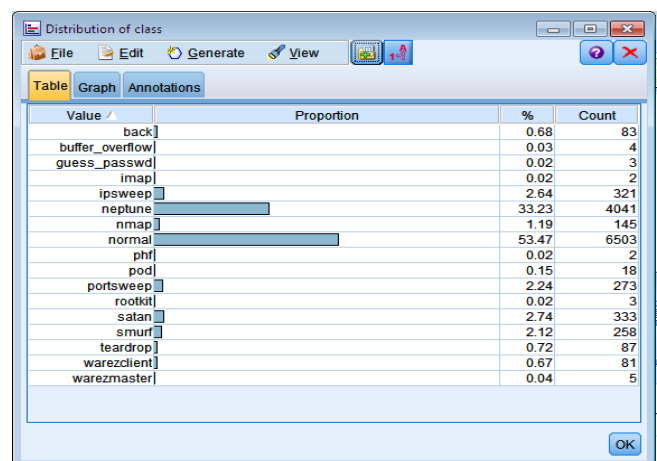 Distribution of class
File Edit Generate View
Table Graph Annotations
Value Proportion % Count
back 0.68 83
buffer_overflow 0.03 4
guess_passwd 0.02 3
imap 0.02 2
ipsweep 2.64 321
neptune 33.23 4041
nmap 1.19 145
normal 53.47 6503
phf 0.02 2
pod 0.15 18
portsweep 2.24 273
rootkit 0.02 3
satan 2.74 333
smurf 2.12 258
teardrop 0.72 87
warezclient 0.67 81
warezmaster 0.04 5
OK